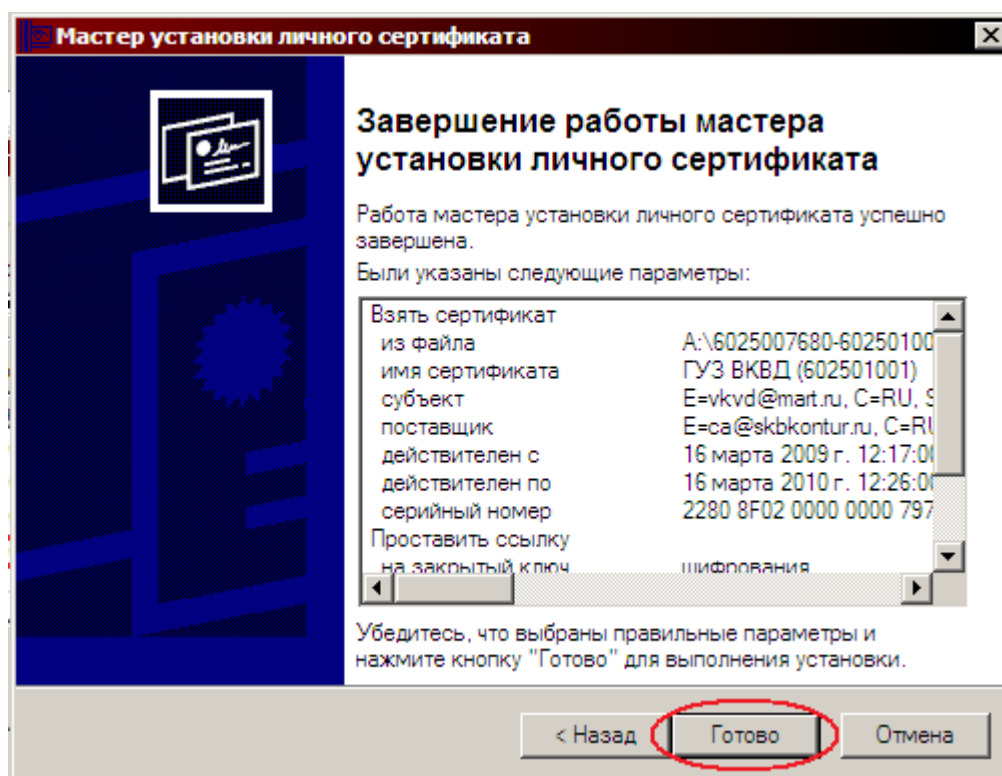 Мастер установки личного сертификата
Завершение работы мастера
установки личного сертификата
Работа мастера установки личного сертификата успешно
завершена.
Были указаны следующие параметры:
Взять сертификат
из файла A:\6025007680-60250100
имя сертификата ГУЗ ВКВД (602501001)
субъект E=vkvd@mart.ru, C=RU, S
поставщик E=ca@skbkontur.ru, C=RU
действителен с 16 марта 2009 г. 12:17:00
действителен по 16 марта 2010 г. 12:26:00
серийный номер 2280 8F02 0000 0000 797
Проставить ссылку
на закрытый ключ шифрования
Убедитесь, что выбраны правильные параметры и
нажмите кнопку "Готово" для выполнения установки.
< Назад Готово Отмена